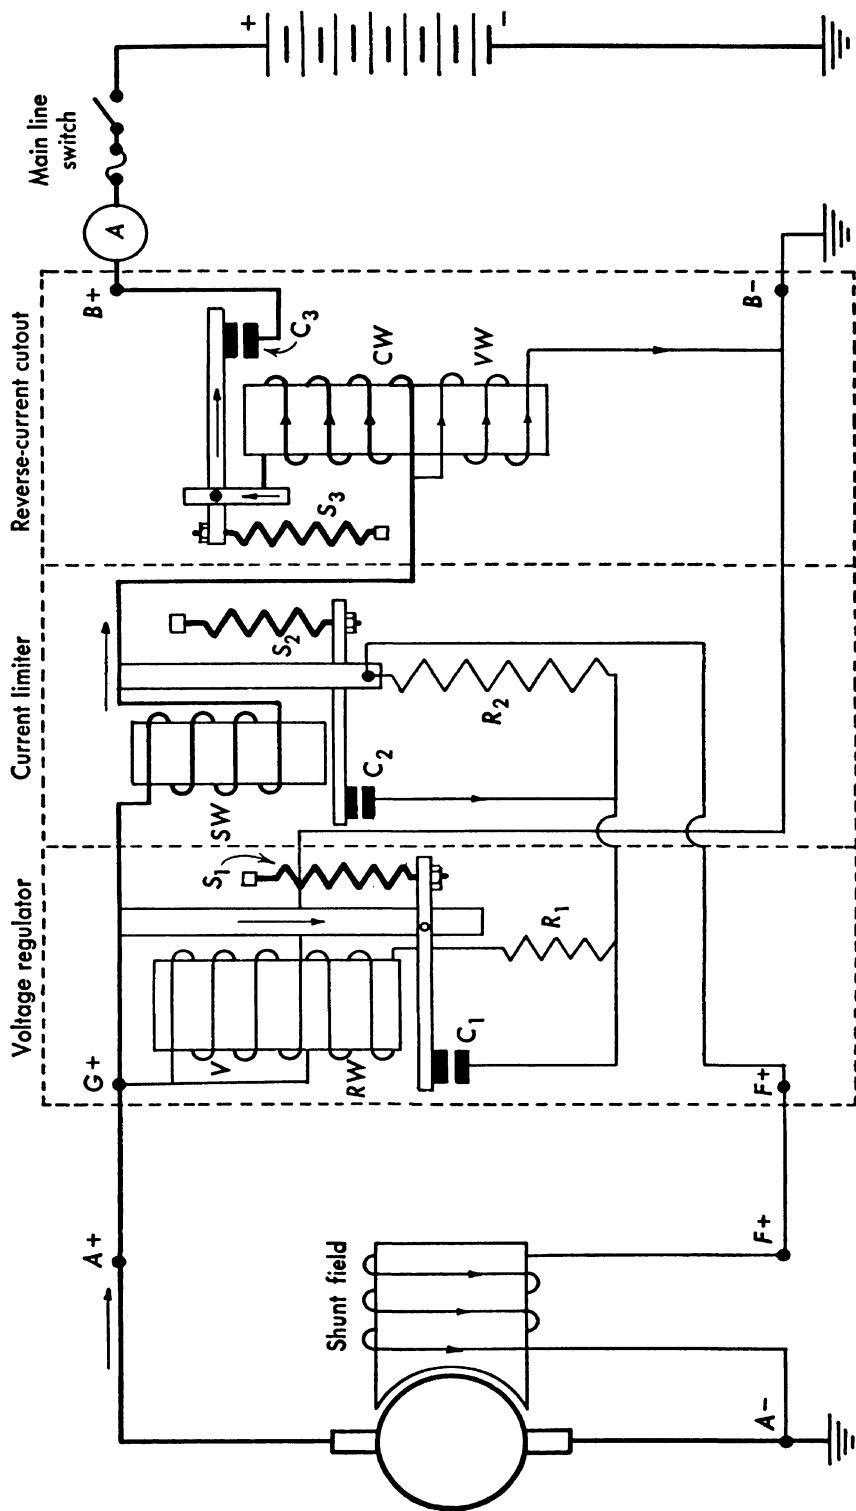 Voltage regulator
Current limiter
Reverse-current cutout
Main line
switch
A+
G+
B+
A
+
−
V
RW
S1
SW
S2
S3
CW
VW
C1
C2
C3
R1
R2
Shunt field
A−
F+
F+
B−